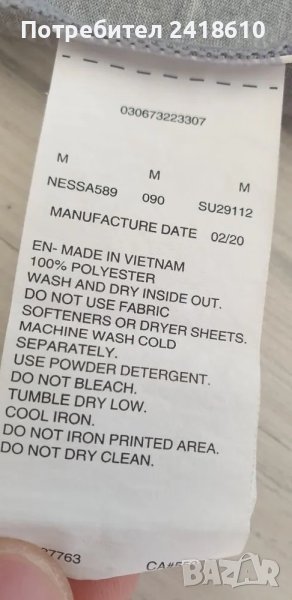 Потребител 2418610
030673223307
M M M
NESSA589 090 SU29112
MANUFACTURE DATE 02/20
EN- MADE IN VIETNAM
100% POLYESTER
WASH AND DRY INSIDE OUT.
DO NOT USE FABRIC
SOFTENERS OR DRYER SHEETS.
MACHINE WASH COLD
SEPARATELY.
USE POWDER DETERGENT.
DO NOT BLEACH.
TUMBLE DRY LOW.
COOL IRON.
DO NOT IRON PRINTED AREA.
DO NOT DRY CLEAN.
bazar.bg